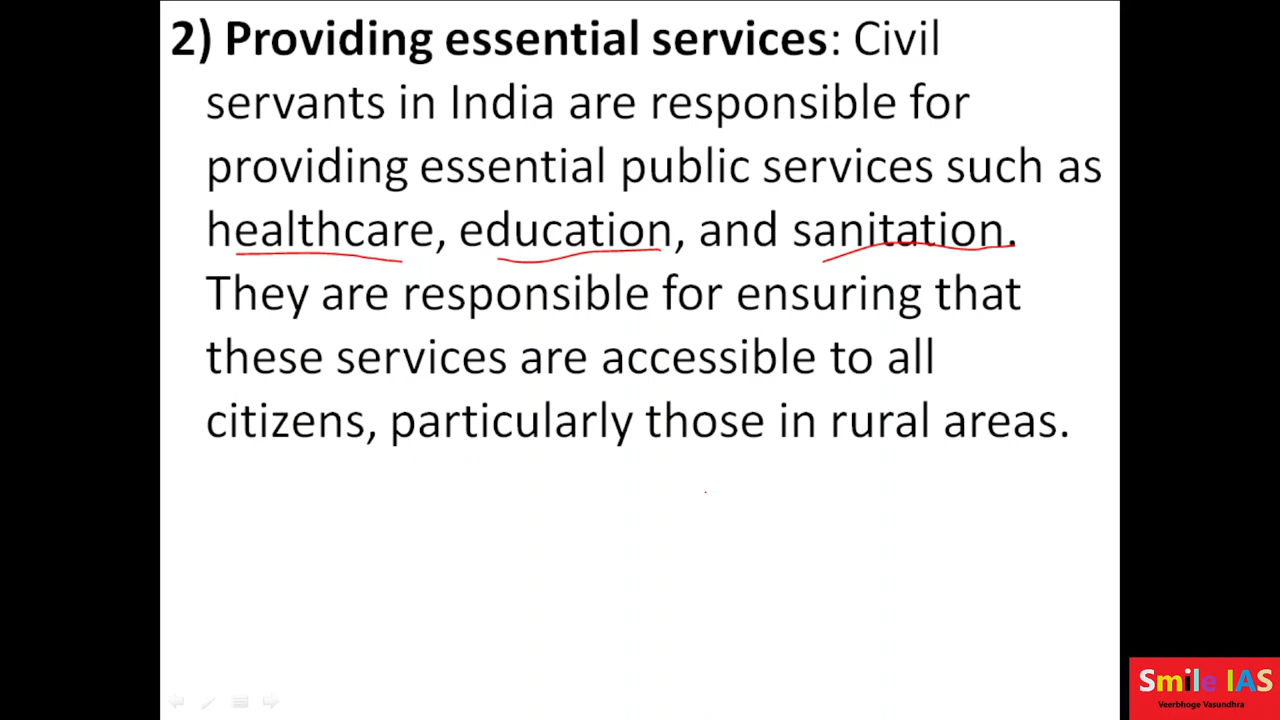 2) Providing essential services: Civil
servants in India are responsible for
providing essential public services such as
healthcare, education, and sanitation.
They are responsible for ensuring that
these services are accessible to all
citizens, particularly those in rural areas.
Smile IAS
Veerbhoge Vasundhra